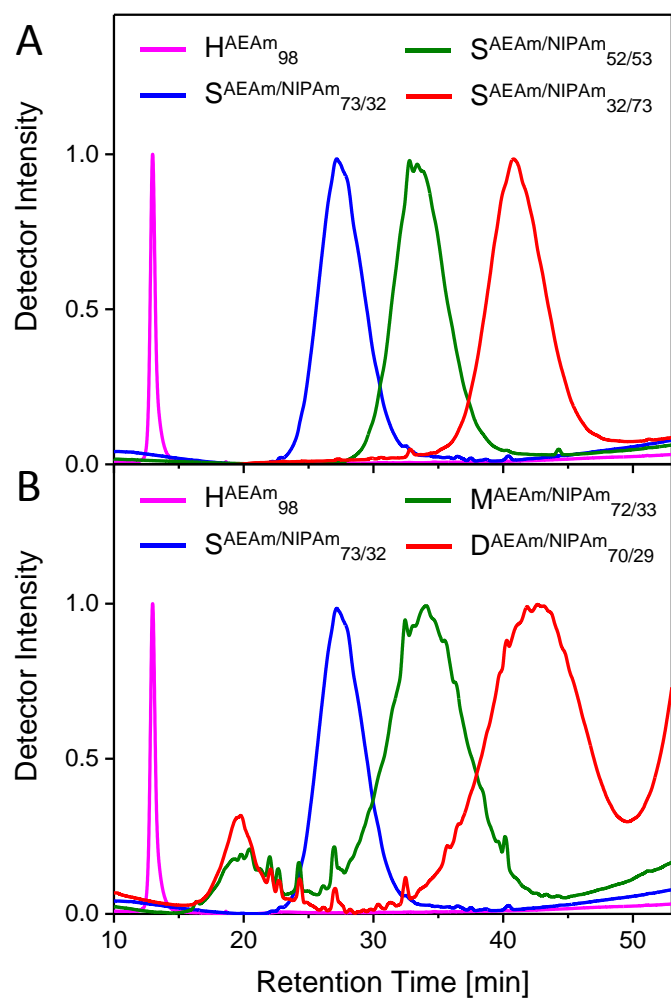 A
H^AEAm_98
S^AEAm/NIPAm_52/53
S^AEAm/NIPAm_73/32
S^AEAm/NIPAm_32/73
Detector Intensity
1.0
0.5
0.0
B
H^AEAm_98
M^AEAm/NIPAm_72/33
S^AEAm/NIPAm_73/32
D^AEAm/NIPAm_70/29
Detector Intensity
1.0
0.5
0.0
10 20 30 40 50
Retention Time [min]